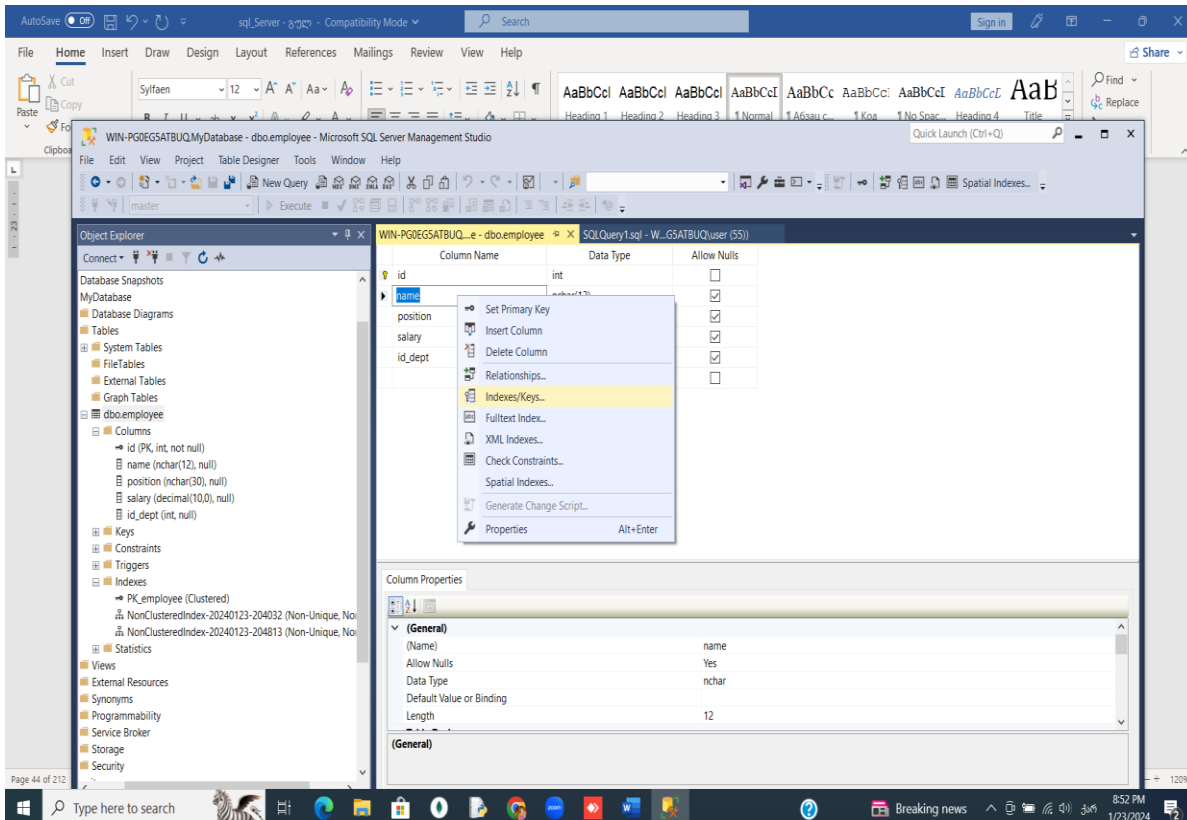 AutoSave Off sql_Server - გულო - Compatibility Mode Search Sign in
File Home Insert Draw Design Layout References Mailings Review View Help Share
Cut Sylfaen 12 Find
Copy Replace
Paste
AaBbCcI AaBbCcI AaBbCcI AaBbCcI AaBbCc AaBbCc AaBbCcI AaBbCcL AaB
Heading 1 Heading 2 Heading 3 1 Normal 1 No Spac... Heading 4 Title
WIN-PG0EG5ATBUQ.MyDatabase - dbo.employee - Microsoft SQL Server Management Studio Quick Launch (Ctrl+Q)
File Edit View Project Table Designer Tools Window Help
New Query Spatial Indexes...
master Execute
Object Explorer
Connect
Database Snapshots
MyDatabase
Database Diagrams
Tables
System Tables
FileTables
External Tables
Graph Tables
dbo.employee
Columns
id (PK, int, not null)
name (nchar(12), null)
position (nchar(30), null)
salary (decimal(10,0), null)
id_dept (int, null)
Keys
Constraints
Triggers
Indexes
PK_employee (Clustered)
NonClusteredIndex-20240123-204032 (Non-Unique, No
NonClusteredIndex-20240123-204813 (Non-Unique, No
Statistics
Views
External Resources
Synonyms
Programmability
Service Broker
Storage
Security
WIN-PG0EG5ATBUQ....e - dbo.employee SQLQuery1.sql - W...G5ATBUQ\user (55))
Column Name Data Type Allow Nulls
id int
name nchar(12)
position
salary
id_dept
Set Primary Key
Insert Column
Delete Column
Relationships...
Indexes/Keys...
Fulltext Index...
XML Indexes...
Check Constraints...
Spatial Indexes...
Generate Change Script...
Properties Alt+Enter
Column Properties
(General)
(Name) name
Allow Nulls Yes
Data Type nchar
Default Value or Binding
Length 12
(General)
Page 44 of 212 120%
Type here to search Breaking news ქარ 8:52 PM
1/23/2024